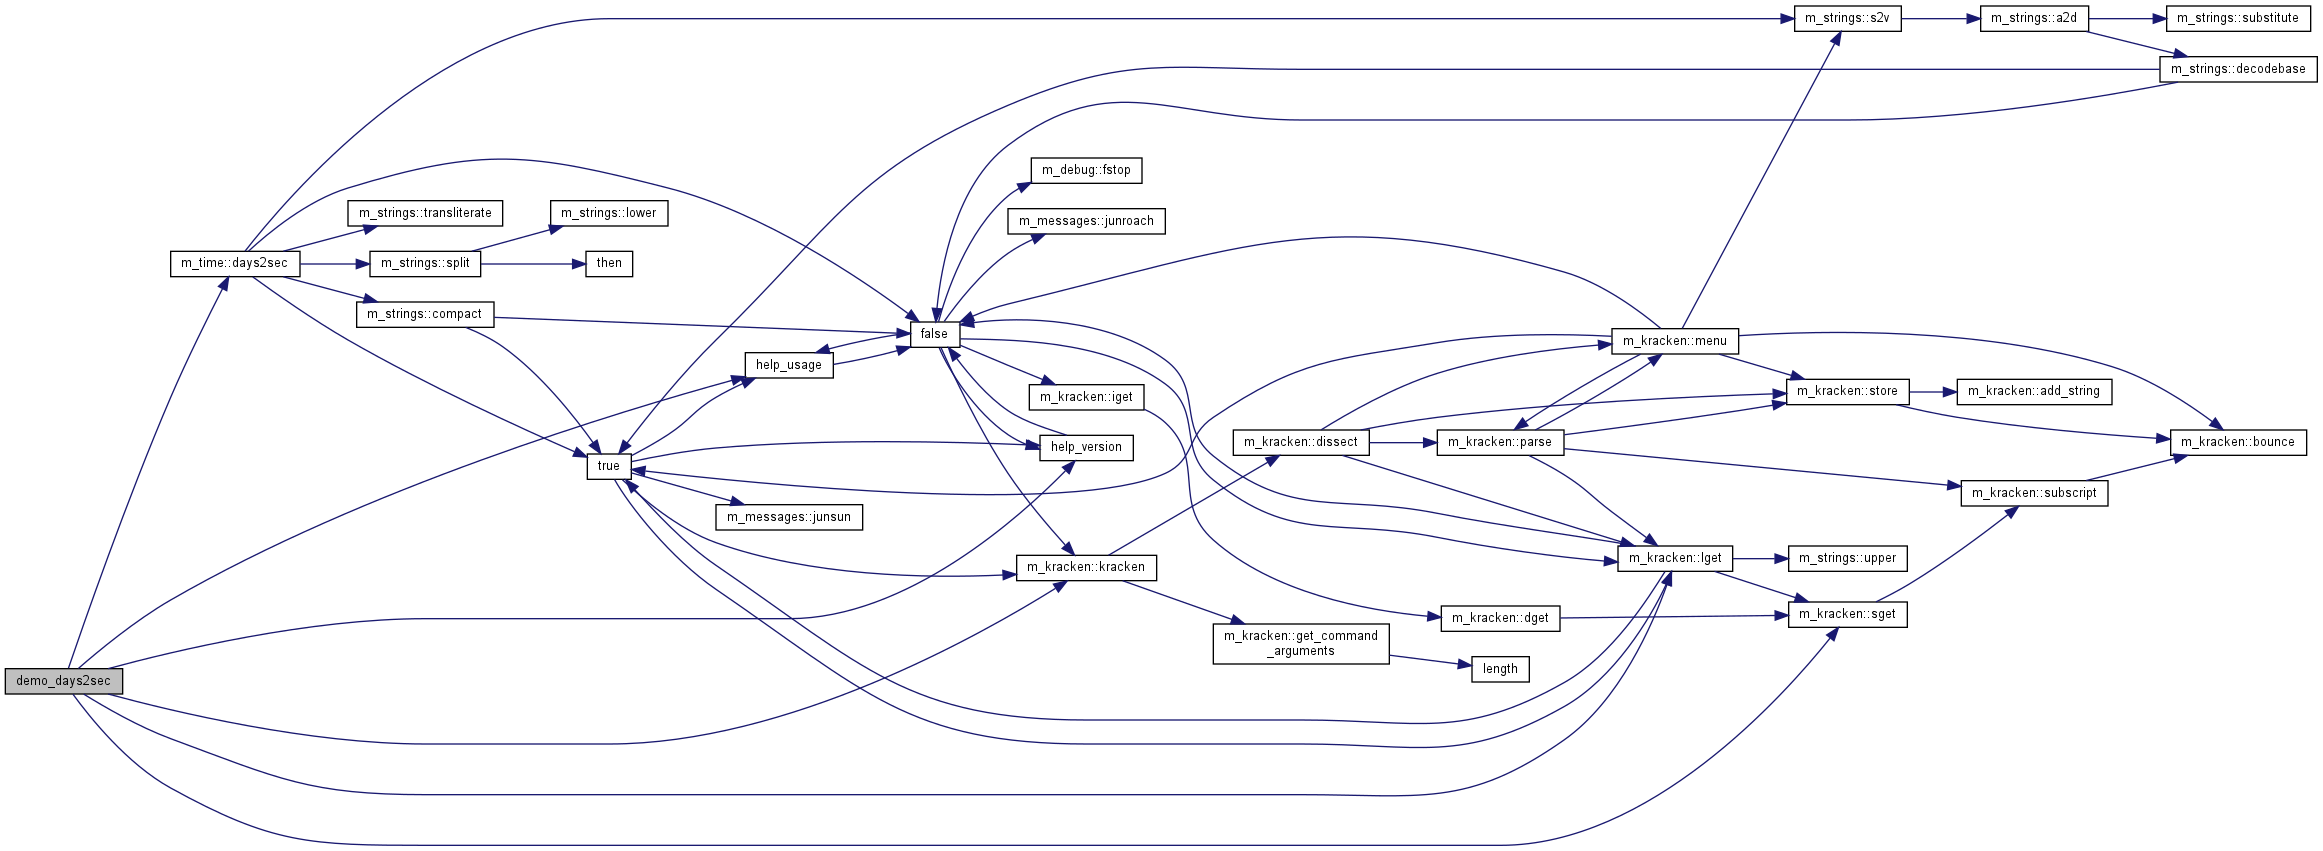 m_strings::s2v
m_strings::a2d
m_strings::substitute
m_strings::decodebase
m_debug::fstop
m_strings::transliterate
m_strings::lower
m_messages::junroach
m_time::days2sec
m_strings::split
then
m_strings::compact
false
m_kracken::menu
help_usage
m_kracken::iget
m_kracken::store
m_kracken::add_string
m_kracken::dissect
m_kracken::parse
m_kracken::bounce
help_version
true
m_kracken::subscript
m_messages::junsun
m_kracken::kracken
m_kracken::lget
m_strings::upper
m_kracken::dget
m_kracken::sget
m_kracken::get_command
_arguments
length
demo_days2sec